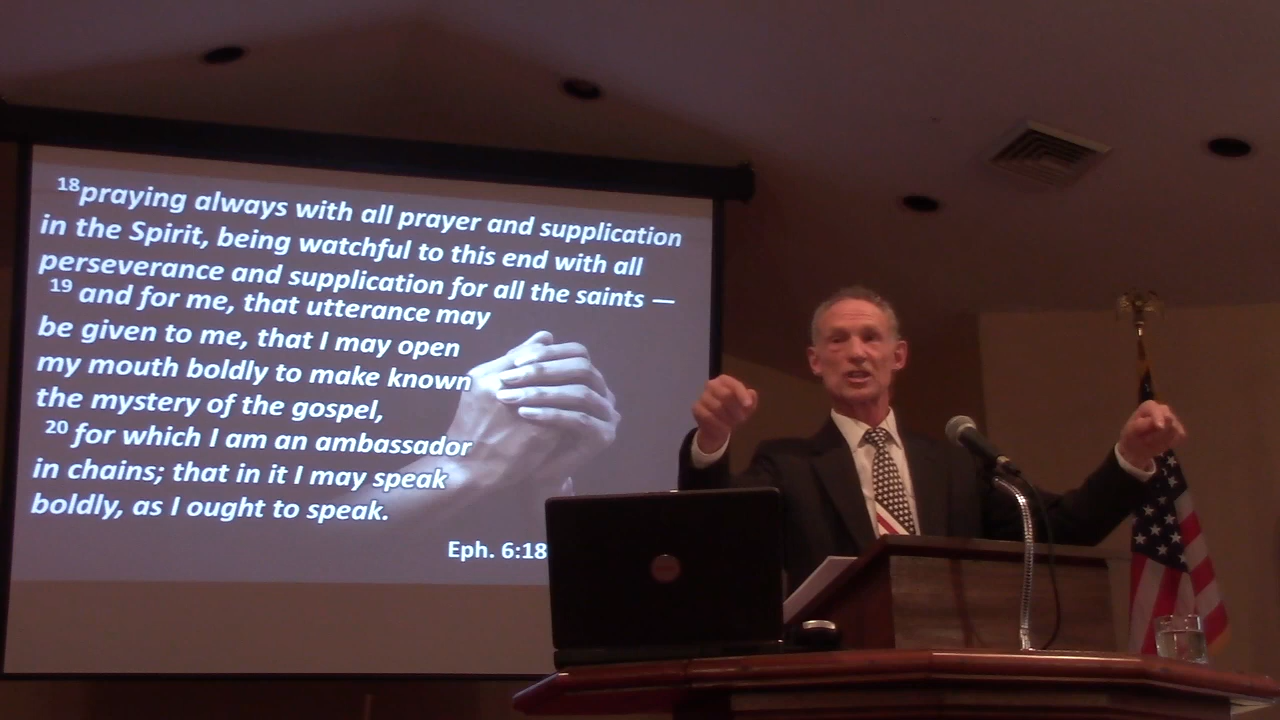 18praying always with all prayer and supplication
in the Spirit, being watchful to this end with all
perseverance and supplication for all the saints —
19 and for me, that utterance may
be given to me, that I may open
my mouth boldly to make known
the mystery of the gospel,
20 for which I am an ambassador
in chains; that in it I may speak
boldly, as I ought to speak.
Eph. 6:18